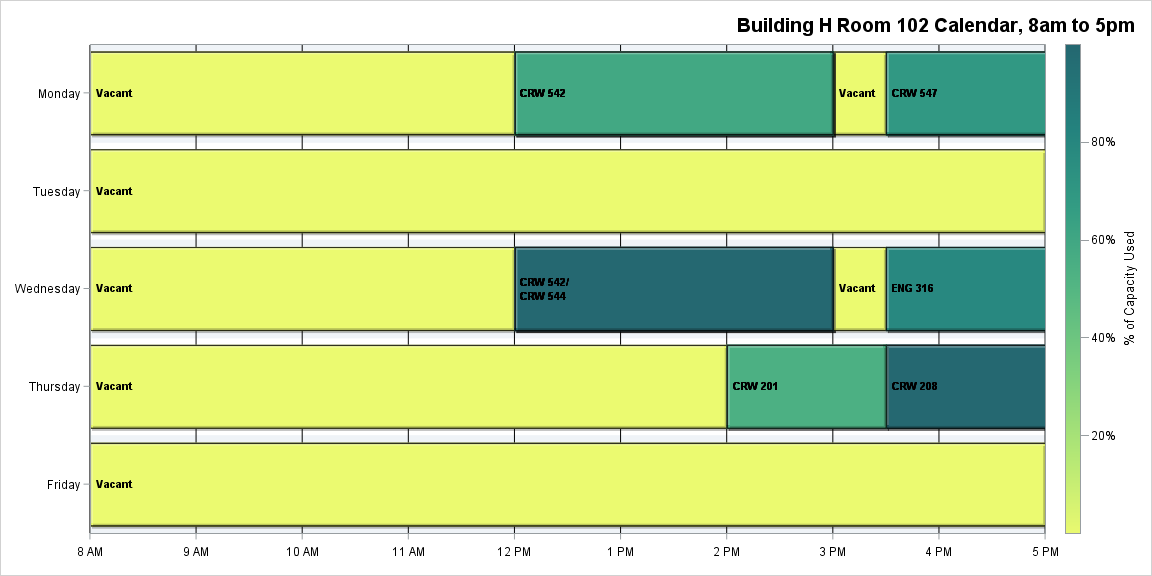 Building H Room 102 Calendar, 8am to 5pm
Monday
Vacant
CRW 542
Vacant
CRW 547
Tuesday
Vacant
Wednesday
Vacant
CRW 542/
CRW 544
Vacant
ENG 316
Thursday
Vacant
CRW 201
CRW 208
Friday
Vacant
8 AM
9 AM
10 AM
11 AM
12 PM
1 PM
2 PM
3 PM
4 PM
5 PM
80%
60%
40%
20%
% of Capacity Used